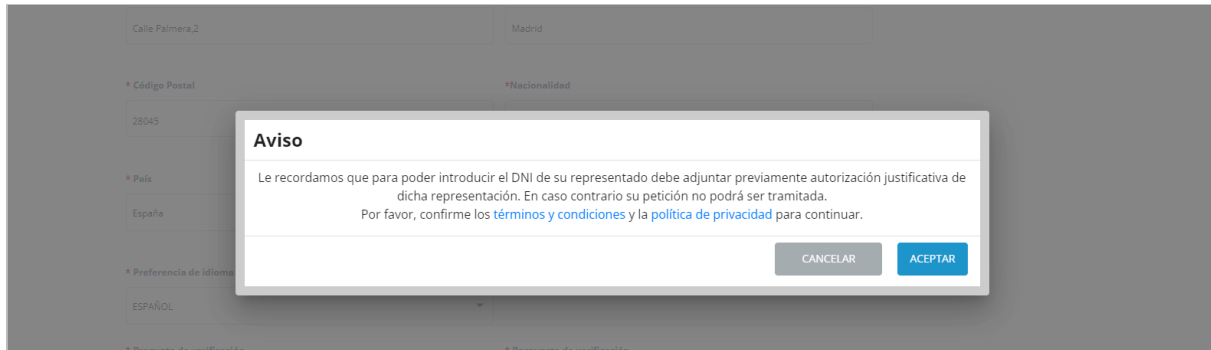 Calle Palmera,2
Madrid
* Código Postal
*Nacionalidad
28045
Aviso
Le recordamos que para poder introducir el DNI de su representado debe adjuntar previamente autorización justificativa de
dicha representación. En caso contrario su petición no podrá ser tramitada.
Por favor, confirme los términos y condiciones y la política de privacidad para continuar.
* País
España
CANCELAR
ACEPTAR
* Preferencia de idioma
ESPAÑOL